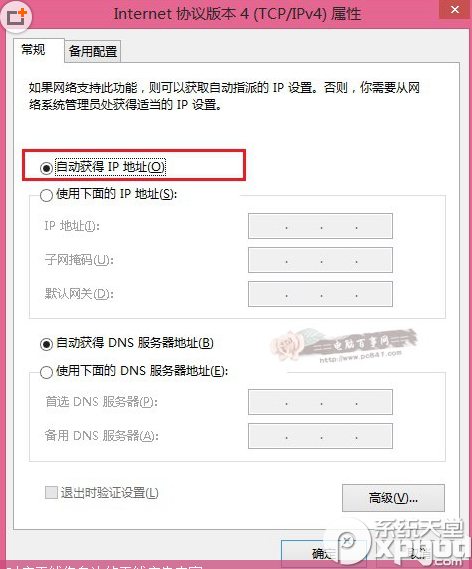 Internet 协议版本 4 (TCP/IPv4) 属性
常规
备用配置
如果网络支持此功能，则可以获取自动指派的 IP 设置。否则，你需要从网
络系统管理员处获得适当的 IP 设置。
自动获得 IP 地址(O)
使用下面的 IP 地址(S):
IP 地址(I):
子网掩码(U):
默认网关(D):
自动获得 DNS 服务器地址(B)
电脑百事网
www.pc841.com
使用下面的 DNS 服务器地址(E):
首选 DNS 服务器(P):
备用 DNS 服务器(A):
退出时验证设置(L)
高级(V)...
系统天堂
确定
取消